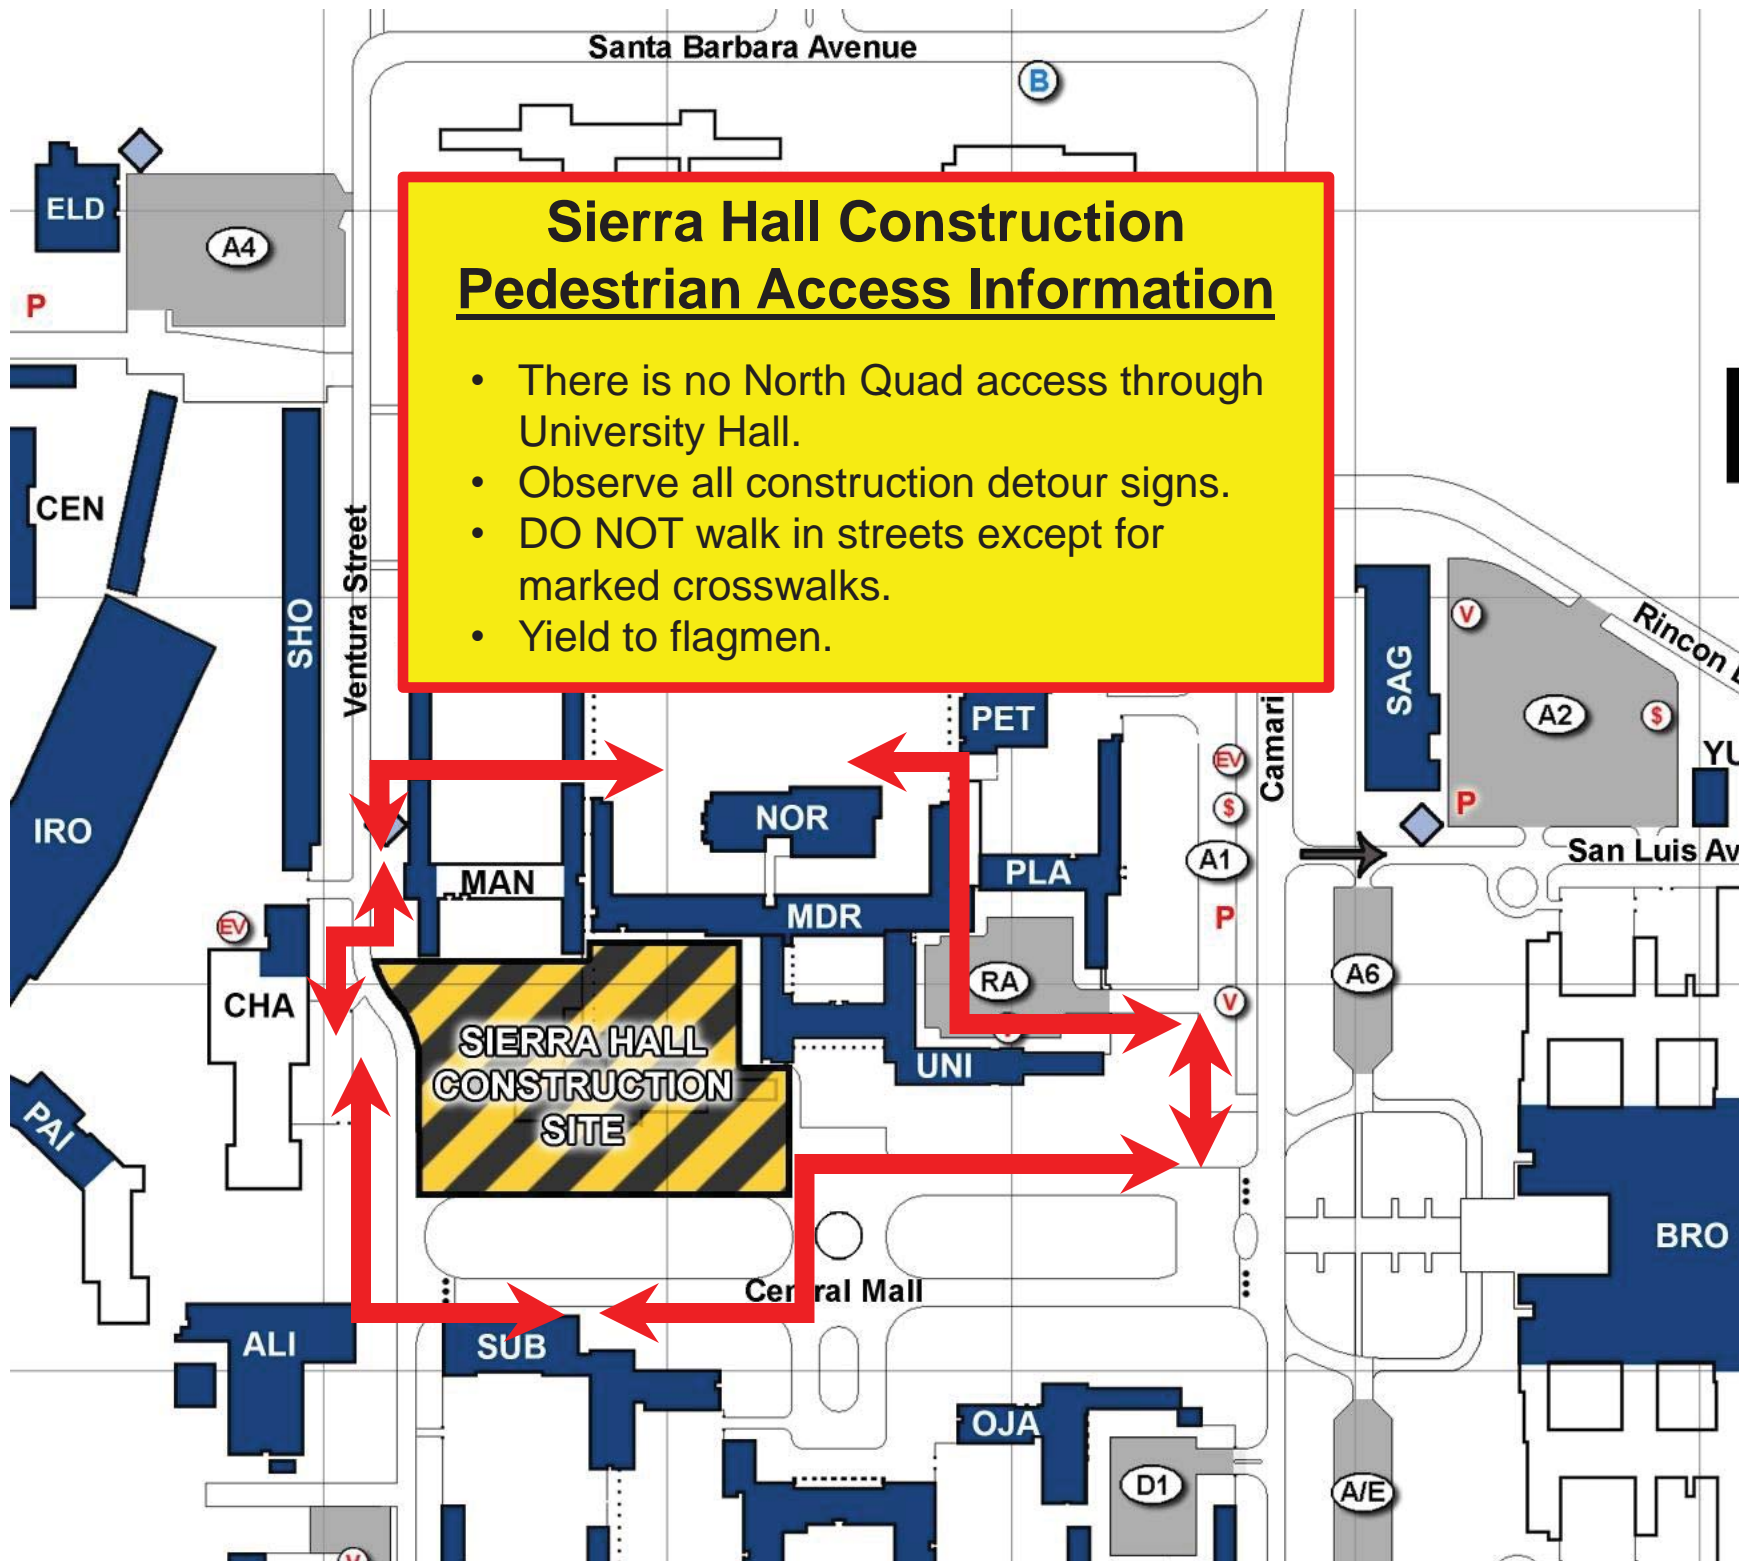 Santa Barbara Avenue
B
ELD
A4
P
Sierra Hall Construction
Pedestrian Access Information
• There is no North Quad access through
University Hall.
• Observe all construction detour signs.
• DO NOT walk in streets except for
marked crosswalks.
• Yield to flagmen.
CEN
SHO
Ventura Street
IRO
SAG
V
A2
$
Rincon
YU
P
San Luis Av
PET
Camari
EV
$
A1
P
V
NOR
PLA
MAN
MDR
EV
CHA
RA
A6
SIERRA HALL
CONSTRUCTION
SITE
UNI
PAI
BRO
Central Mall
ALI
SUB
OJA
D1
A/E
V